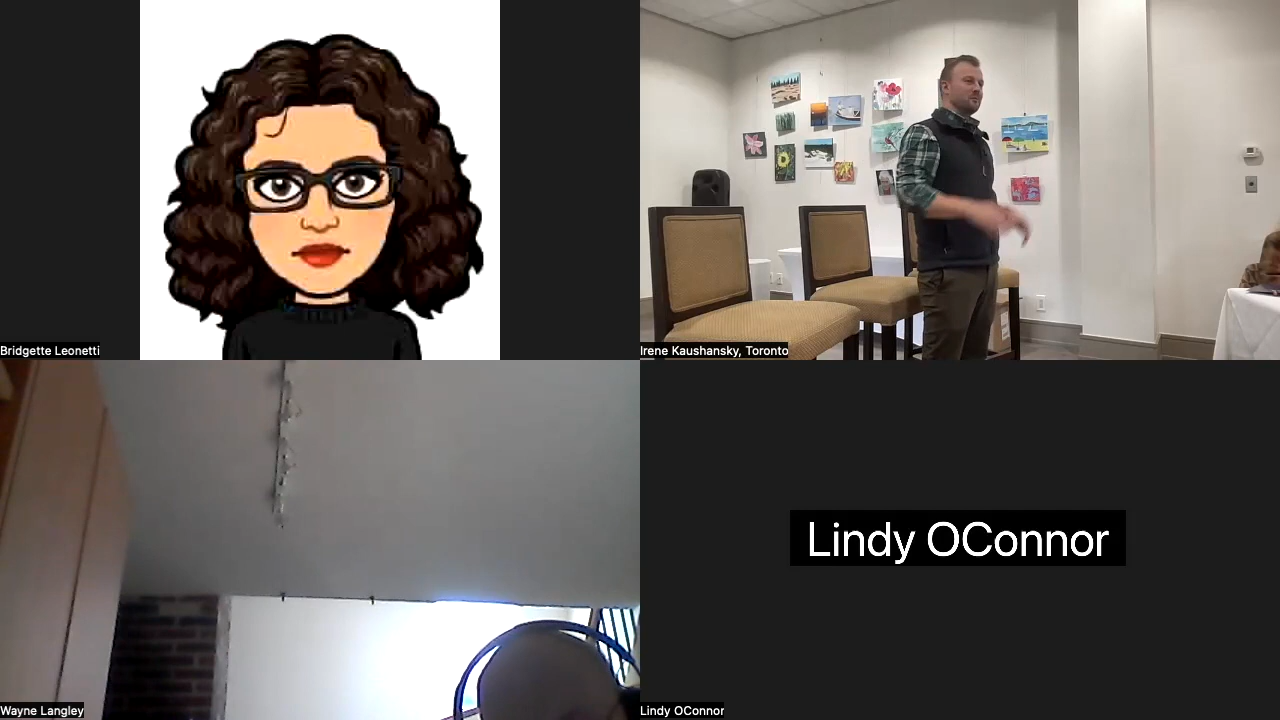 Bridgette Leonetti
Irene Kaushansky, Toronto
Wayne Langley
Lindy OConnor
Lindy OConnor